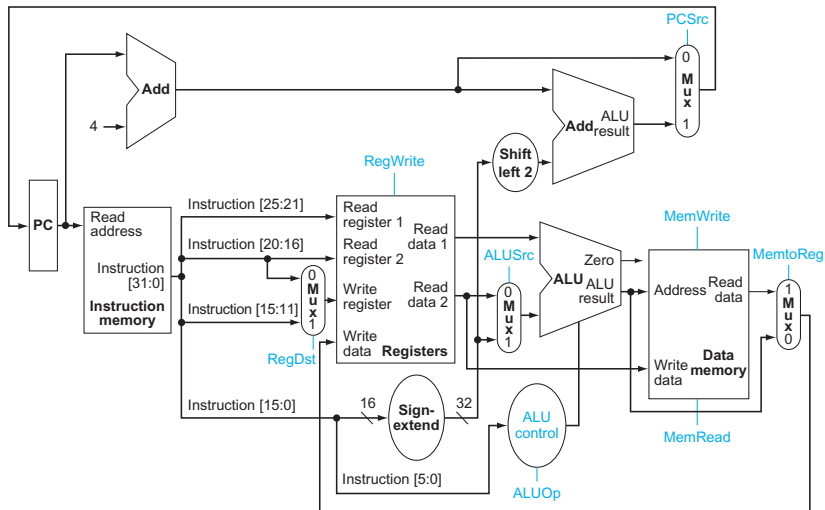 PCSrc
0
Mux
1
Add
4
Add
ALU
result
Shift
left 2
RegWrite
PC
Read
address
Instruction
[31:0]
Instruction
memory
Instruction [25:21]
Instruction [20:16]
Instruction [15:11]
0
Mux
1
RegDst
Read
register 1
Read
register 2
Write
register
Write
data
Read
data 1
Read
data 2
Registers
ALUSrc
0
Mux
1
Zero
ALU
ALU
result
MemWrite
Address
Read
data
Write
data
Data
memory
MemRead
MemtoReg
1
Mux
0
Instruction [15:0]
16
Sign-
extend
32
ALU
control
ALUOp
Instruction [5:0]